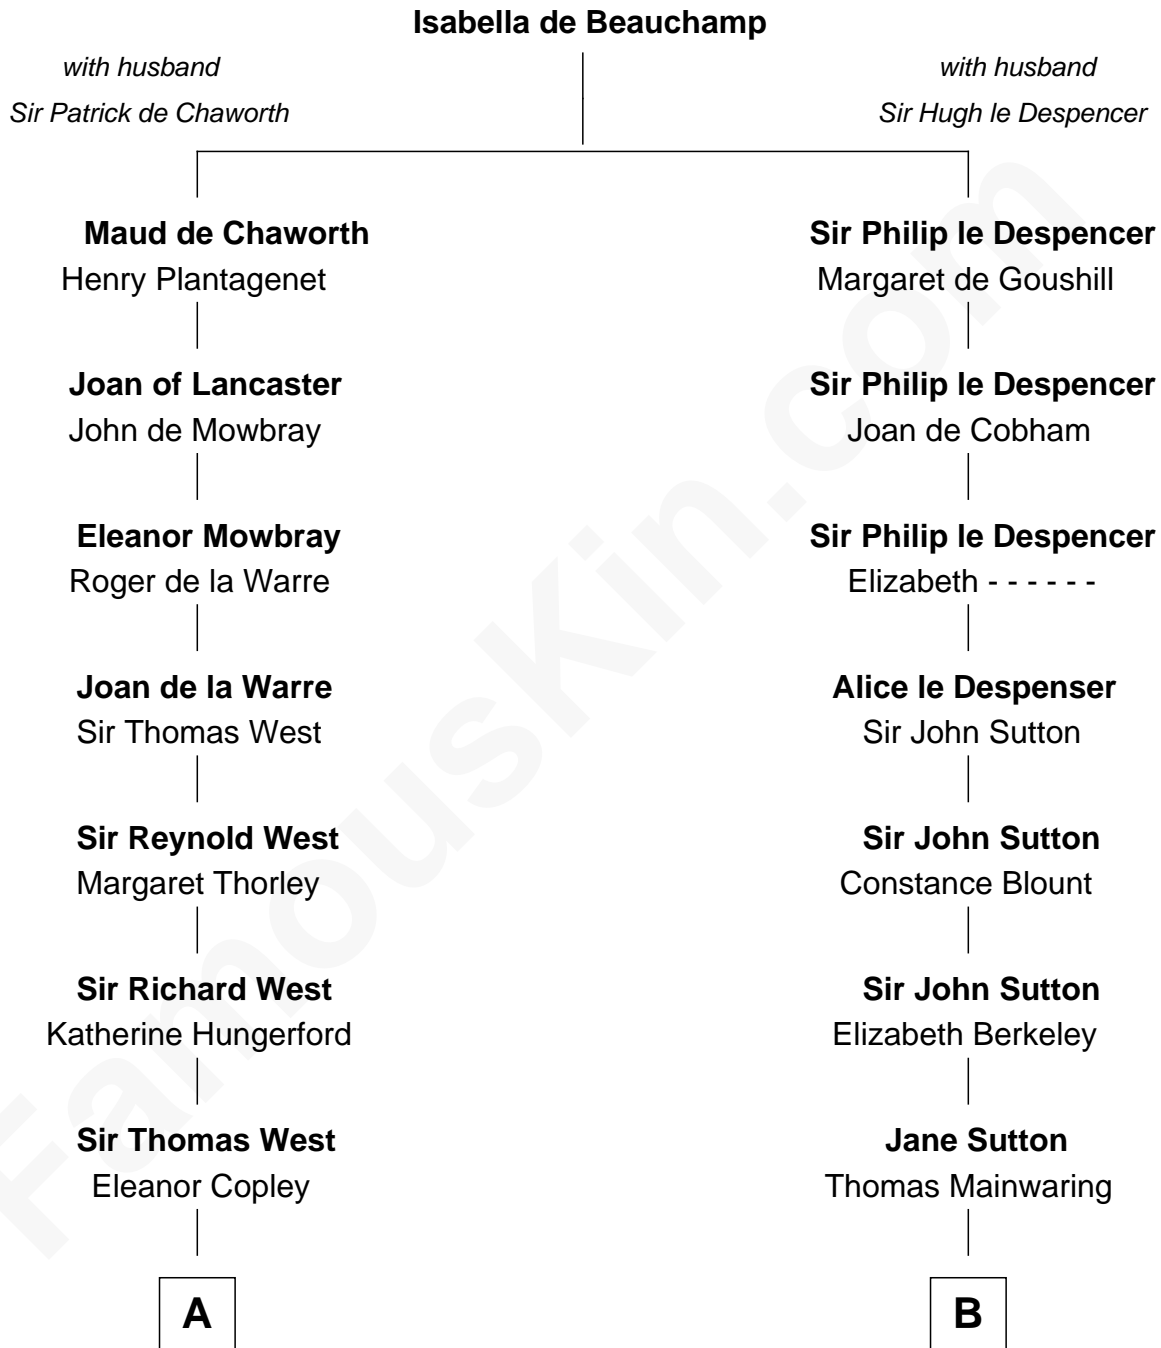 Isabella de Beauchamp
with husband
Sir Patrick de Chaworth
with husband
Sir Hugh le Despencer
Maud de Chaworth
Henry Plantagenet
Joan of Lancaster
John de Mowbray
Eleanor Mowbray
Roger de la Warre
Joan de la Warre
Sir Thomas West
Sir Reynold West
Margaret Thorley
Sir Richard West
Katherine Hungerford
Sir Thomas West
Eleanor Copley
A
Sir Philip le Despencer
Margaret de Goushill
Sir Philip le Despencer
Joan de Cobham
Sir Philip le Despencer
Elizabeth - - - - - -
Alice le Despenser
Sir John Sutton
Sir John Sutton
Constance Blount
Sir John Sutton
Elizabeth Berkeley
Jane Sutton
Thomas Mainwaring
B
FamousKin.com